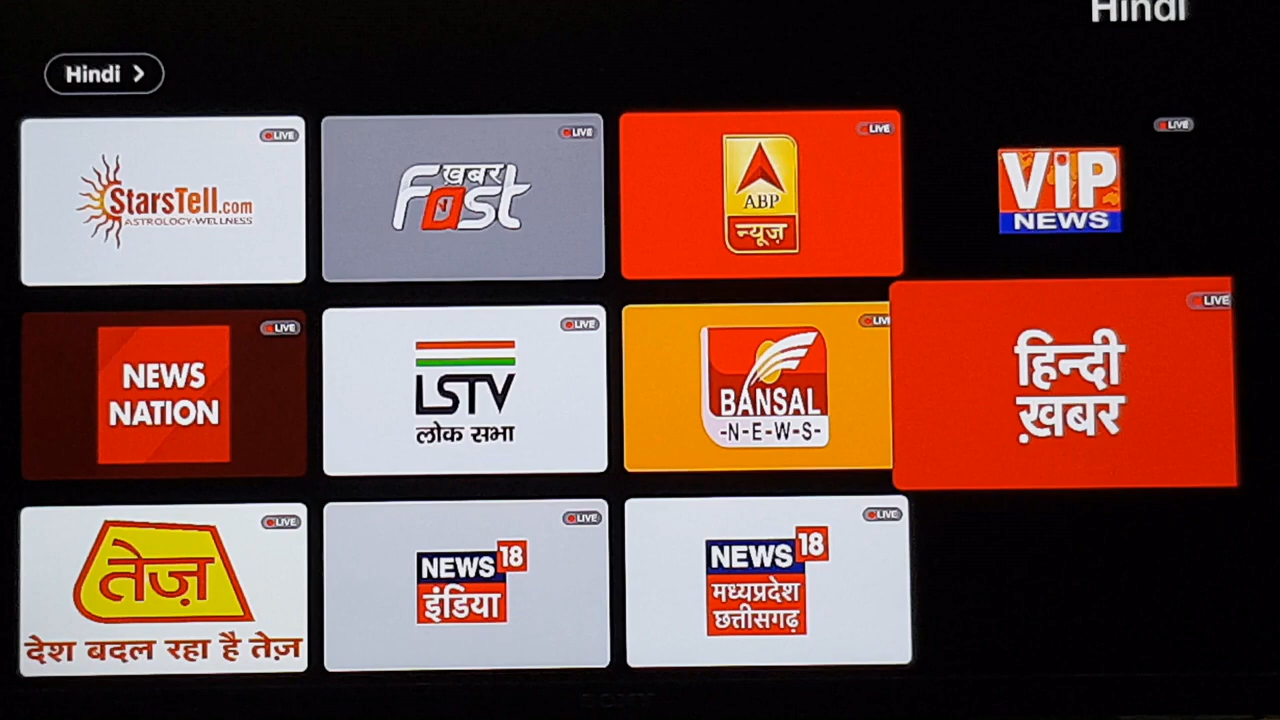 Hindi
Hindi >
LIVE
StarsTell.com
ASTROLOGY-WELLNESS
LIVE
ख़बर
Fast
LIVE
ABP
न्यूज़
LIVE
ViP
NEWS
LIVE
NEWS
NATION
LIVE
LSTV
लोक सभा
LIVE
BANSAL
-N-E-W-S-
LIVE
हिन्दी
ख़बर
LIVE
तेज़
देश बदल रहा है तेज़
LIVE
NEWS 18
इंडिया
LIVE
NEWS 18
मध्यप्रदेश
छत्तीसगढ़
SONY